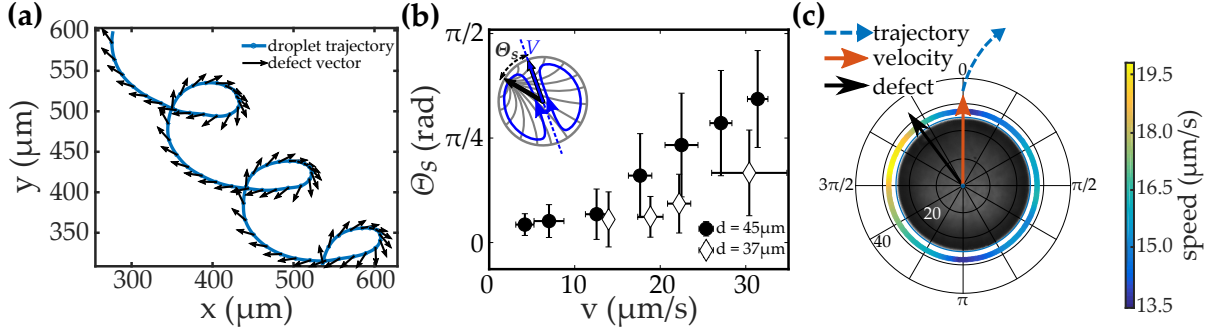 (a)
600
550
500
450
400
350
300
400
500
600
y (μm)
x (μm)
droplet trajectory
defect vector
(b)
π/2
π/4
0
Θs (rad)
Θs
V
d = 45μm
d = 37μm
0
10
20
30
v (μm/s)
(c)
trajectory
velocity
defect
0
π/2
π
3π/2
20
40
19.5
18.0
16.5
15.0
13.5
speed (μm/s)